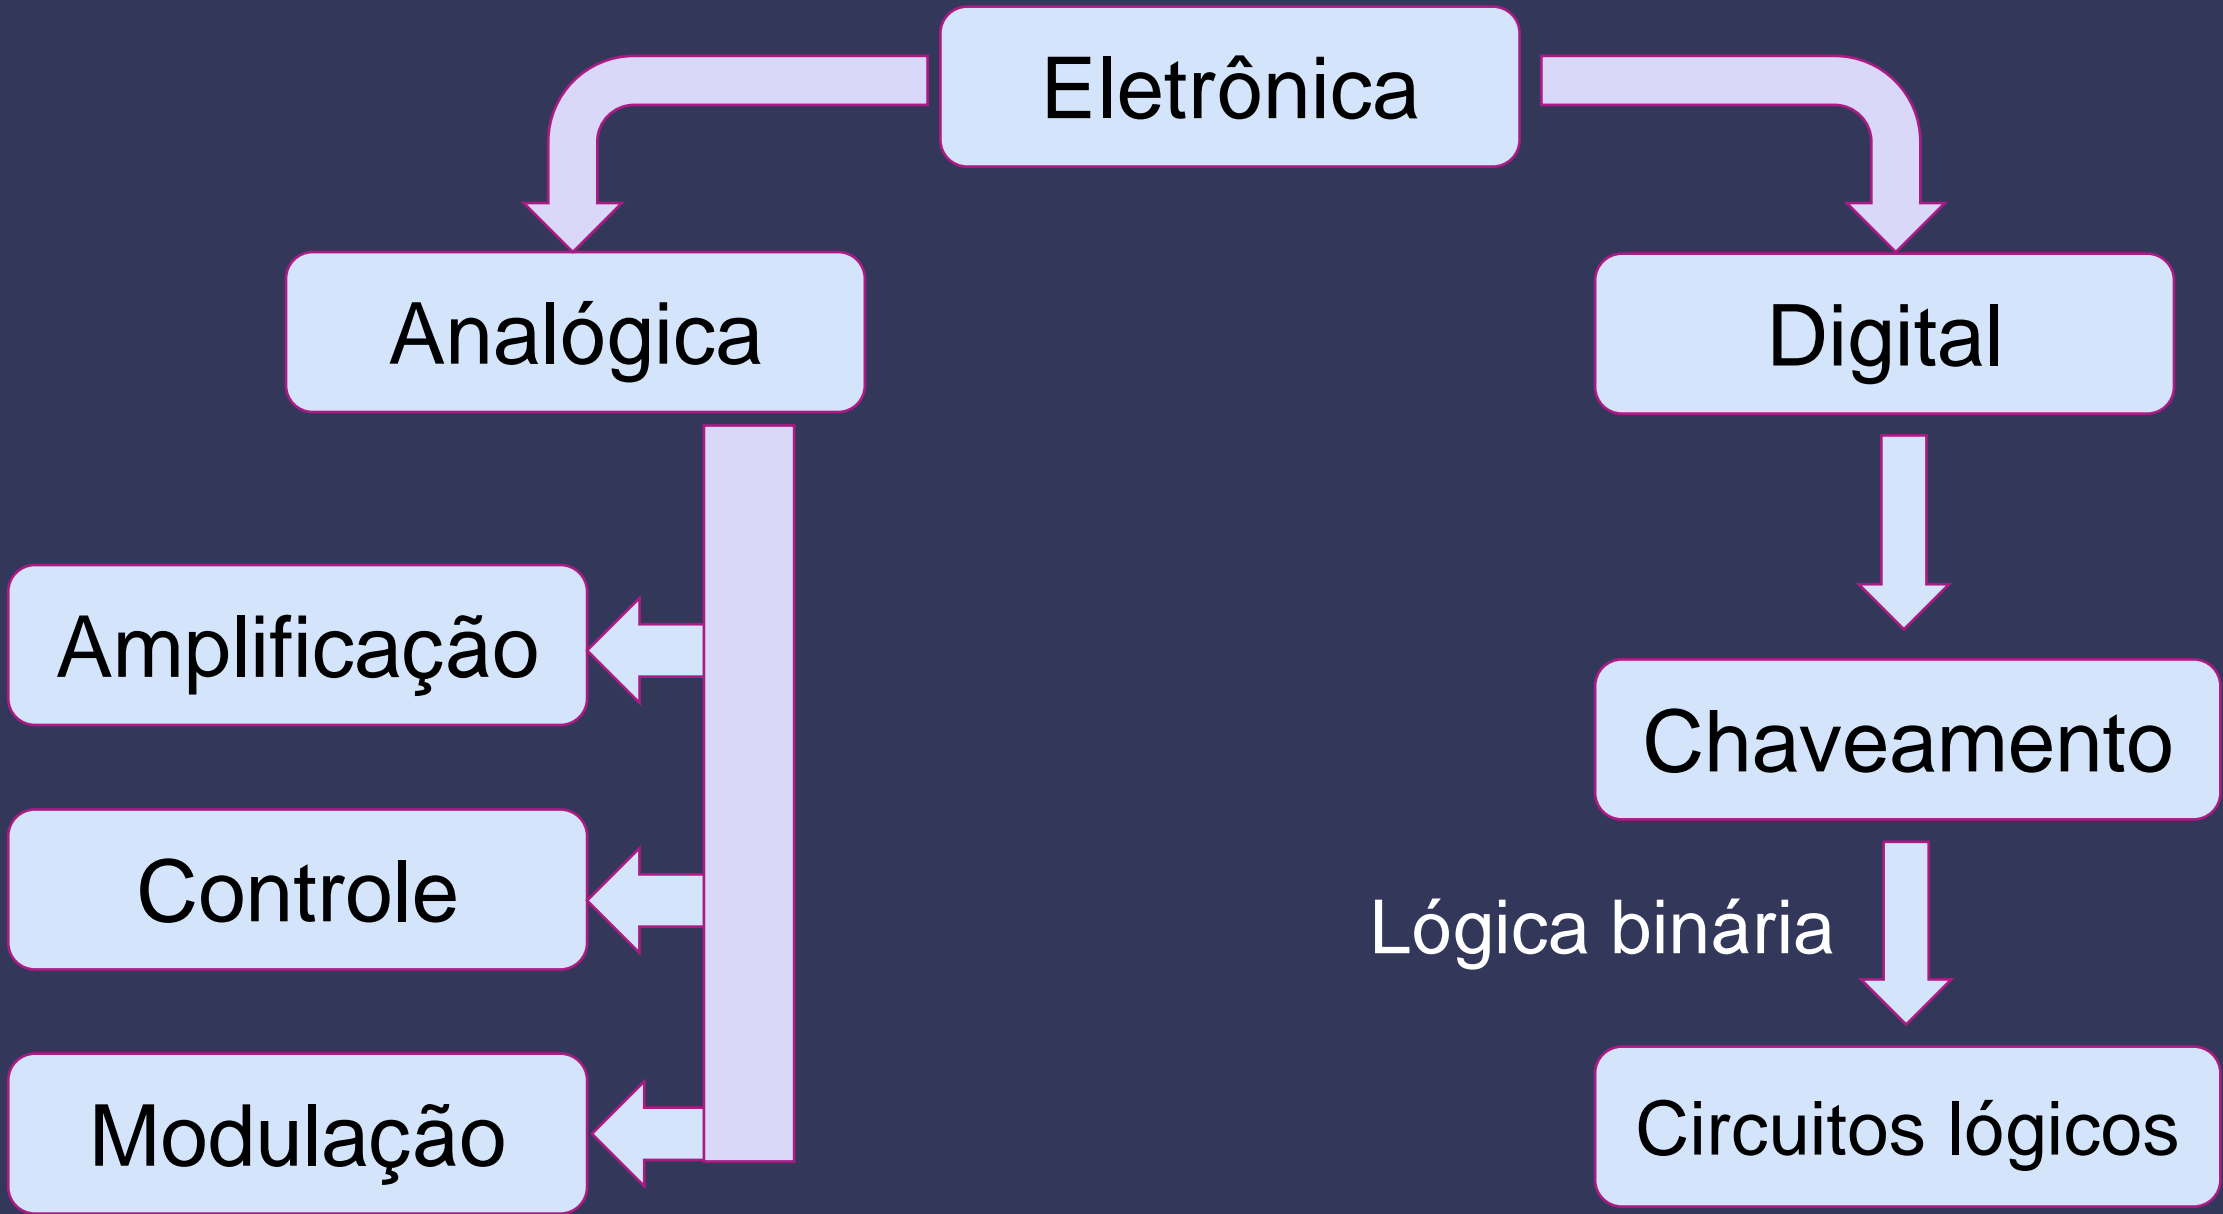 Eletrônica
Analógica
Digital
Amplificação
Controle
Modulação
Chaveamento
Lógica binária
Circuitos lógicos